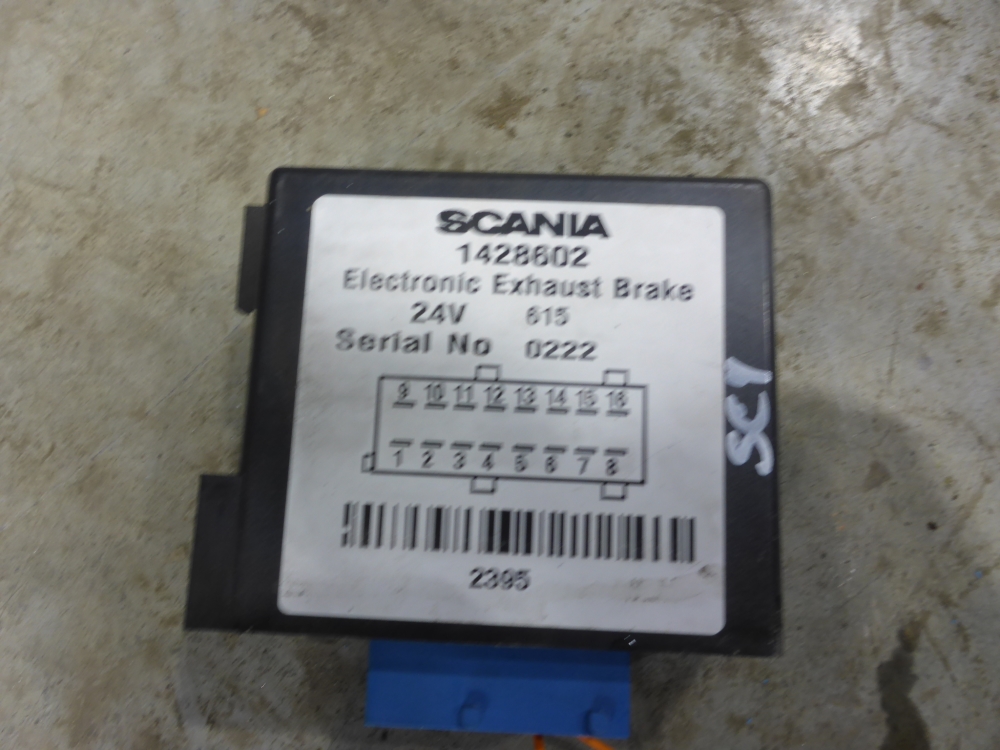 SCANIA
1428602
Electronic Exhaust Brake
24V 615
Serial No 0222
9 10 11 12 13 14 15 16
1 2 3 4 5 6 7 8
2395
SC1